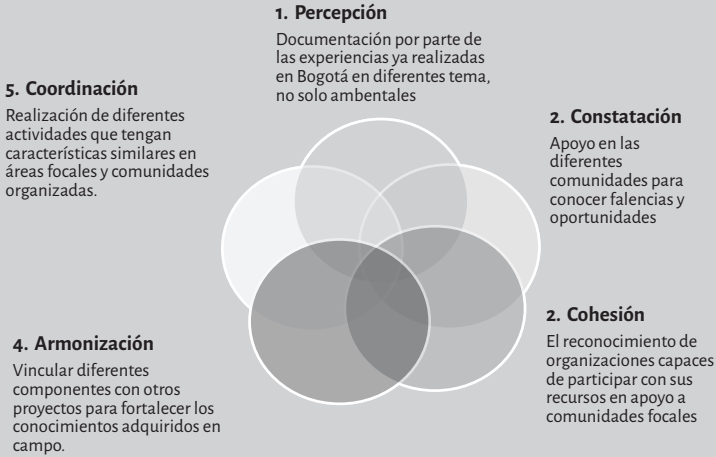 1. Percepción
Documentación por parte de
las experiencias ya realizadas
en Bogotá en diferentes tema,
no solo ambentales
2. Constatación
Apoyo en las
diferentes
comunidades para
conocer falencias y
oportunidades
2. Cohesión
El reconocimiento de
organizaciones capaces
de participar con sus
recursos en apoyo a
comunidades focales
4. Armonización
Vincular diferentes
componentes con otros
proyectos para fortalecer los
conocimientos adquiridos en
campo.
5. Coordinación
Realización de diferentes
actividades que tengan
características similares en
áreas focales y comunidades
organizadas.